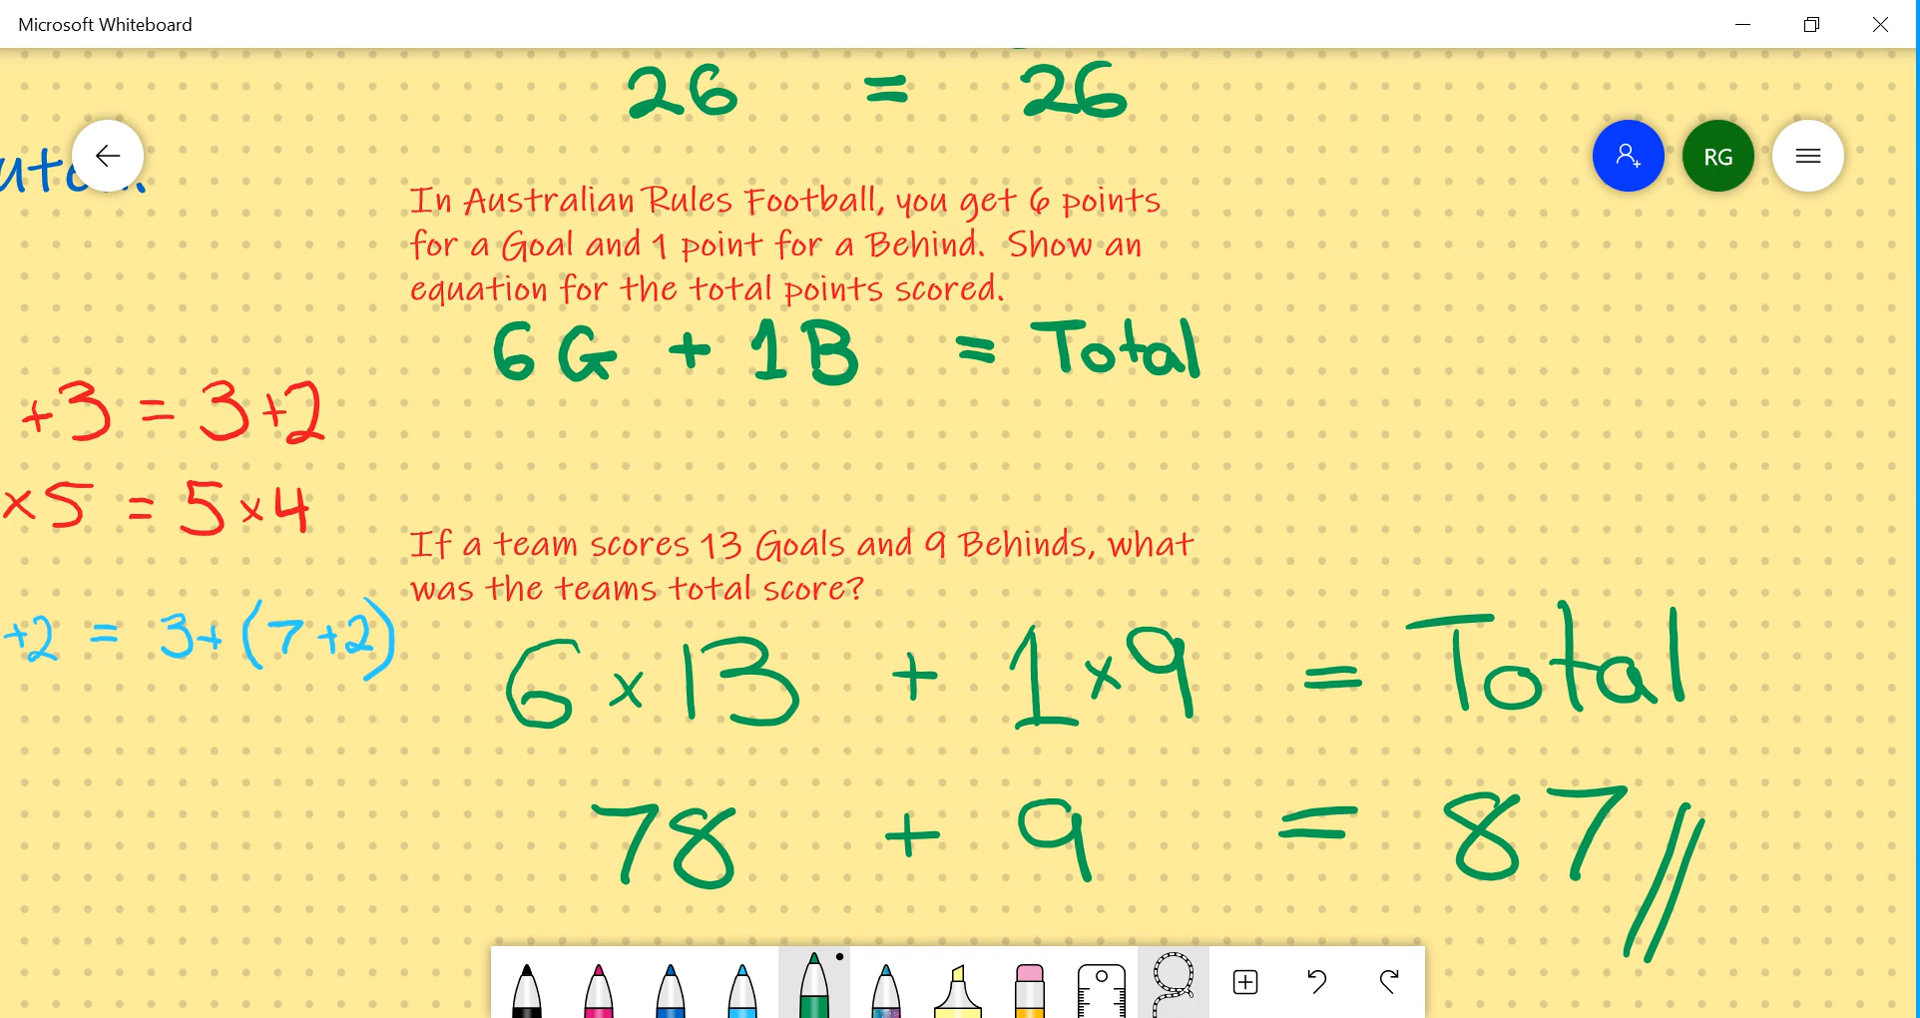 Microsoft Whiteboard
26 = 26
RG
In Australian Rules Football, you get 6 points
for a Goal and 1 point for a Behind. Show an
equation for the total points scored.
6G + 1B = Total
+3 = 3+2
×5 = 5×4
If a team scores 13 Goals and 9 Behinds, what
was the teams total score?
+2 = 3+(7+2)
6×13 + 1×9 = Total
78 + 9 = 87//